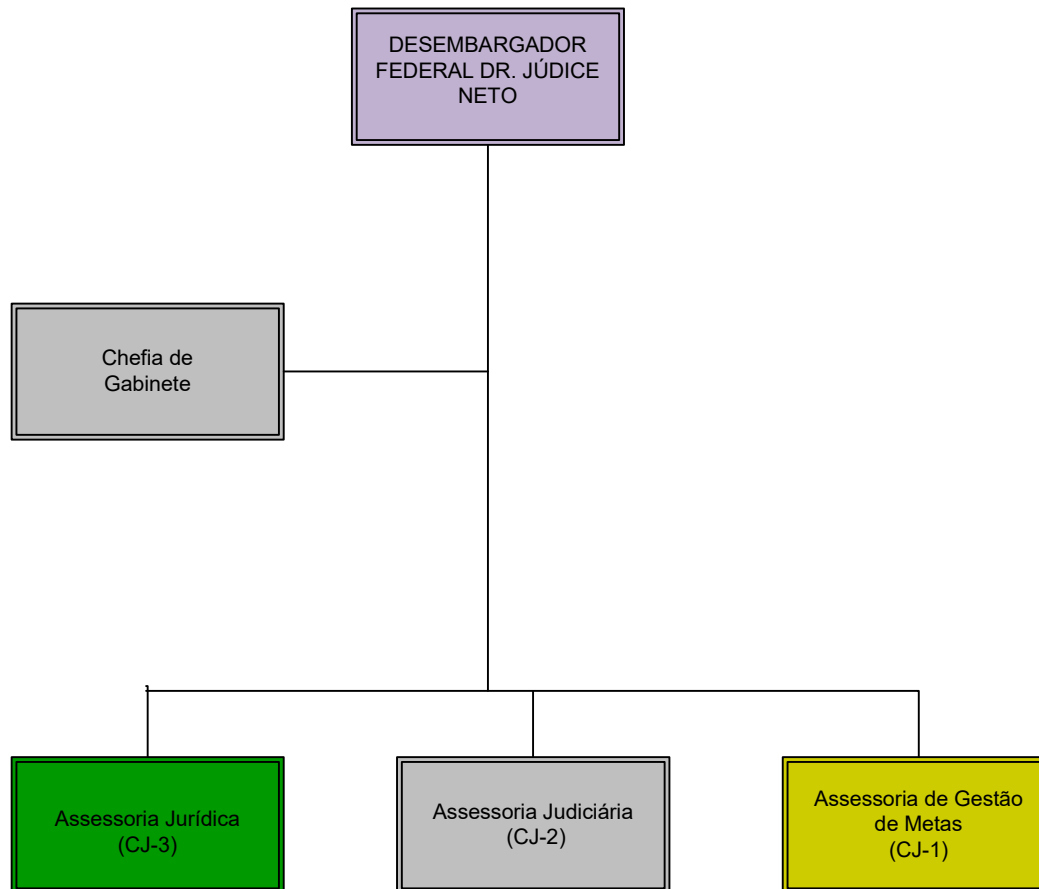 DESEMBARGADOR
FEDERAL DR. JÚDICE
NETO
Chefia de
Gabinete
Assessoria Jurídica
(CJ-3)
Assessoria Judiciária
(CJ-2)
Assessoria de Gestão
de Metas
(CJ-1)